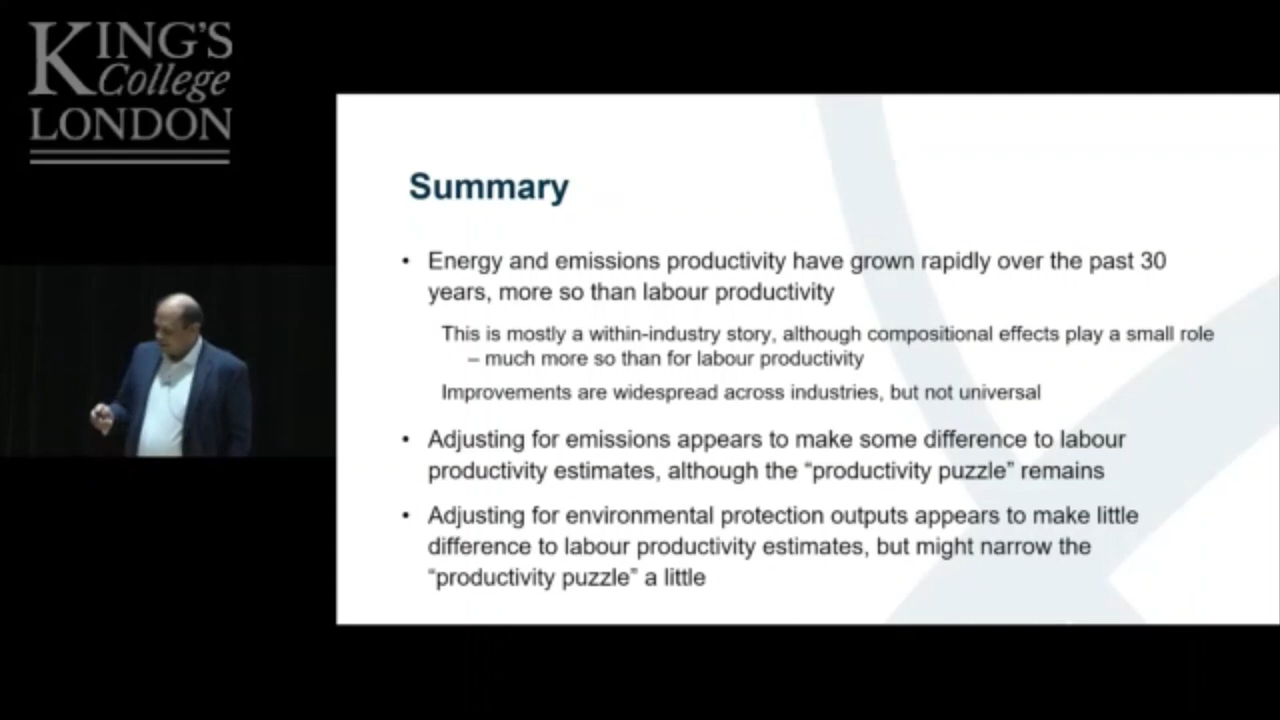 KING'S
College
LONDON
Summary
• Energy and emissions productivity have grown rapidly over the past 30
years, more so than labour productivity
This is mostly a within-industry story, although compositional effects play a small role
– much more so than for labour productivity
Improvements are widespread across industries, but not universal
• Adjusting for emissions appears to make some difference to labour
productivity estimates, although the “productivity puzzle” remains
• Adjusting for environmental protection outputs appears to make little
difference to labour productivity estimates, but might narrow the
“productivity puzzle” a little